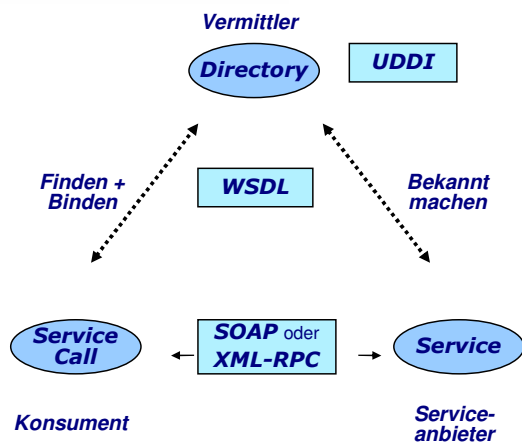 Vermittler
Directory
UDDI
Finden +
Binden
WSDL
Bekannt
machen
Service
Call
SOAP oder
XML-RPC
Service
Konsument
Service-
anbieter